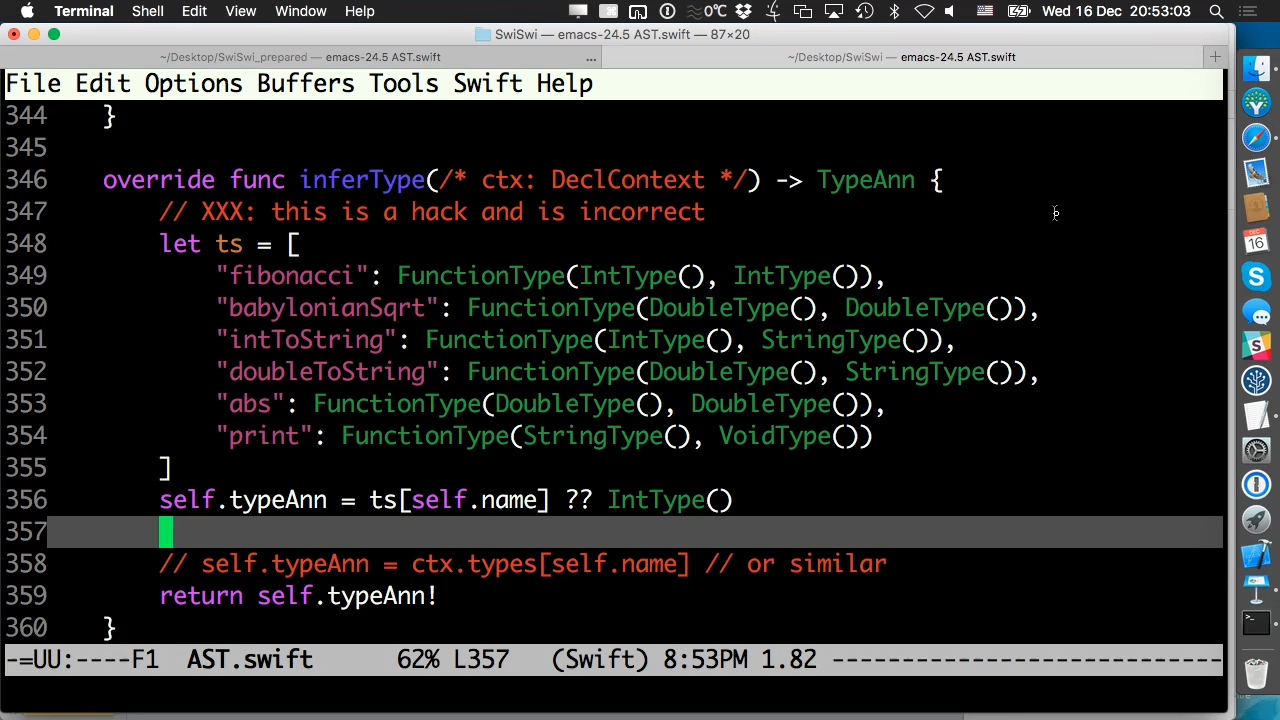 Terminal Shell Edit View Window Help 0℃ Wed 16 Dec 20:53:03
SwiSwi — emacs-24.5 AST.swift — 87×20
~/Desktop/SwiSwi_prepared — emacs-24.5 AST.swift ... ~/Desktop/SwiSwi — emacs-24.5 AST.swift +
File Edit Options Buffers Tools Swift Help
344 }
345
346 override func inferType(/* ctx: DeclContext */) -> TypeAnn {
347 // XXX: this is a hack and is incorrect
348 let ts = [
349 "fibonacci": FunctionType(IntType(), IntType()),
350 "babylonianSqrt": FunctionType(DoubleType(), DoubleType()),
351 "intToString": FunctionType(IntType(), StringType()),
352 "doubleToString": FunctionType(DoubleType(), StringType()),
353 "abs": FunctionType(DoubleType(), DoubleType()),
354 "print": FunctionType(StringType(), VoidType())
355 ]
356 self.typeAnn = ts[self.name] ?? IntType()
357
358 // self.typeAnn = ctx.types[self.name] // or similar
359 return self.typeAnn!
360 }
-=UU:----F1 AST.swift 62% L357 (Swift) 8:53PM 1.82 ----------------------------
DEC
16